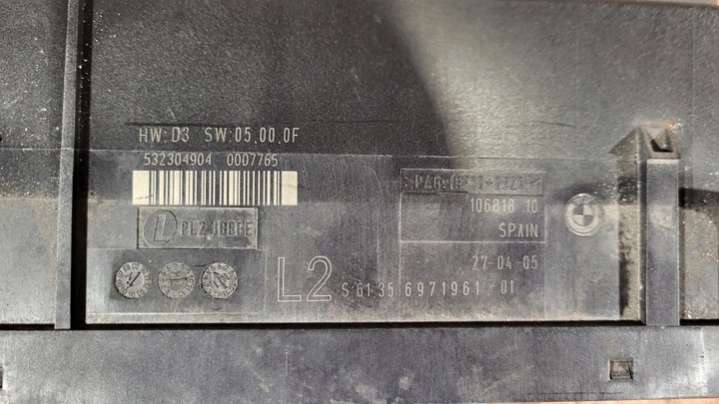 HW:D3 SW:05.00.0F
532304904 0007765
106818 10
SPAIN
27-04-05
L2
S 61 35 6971961 -01